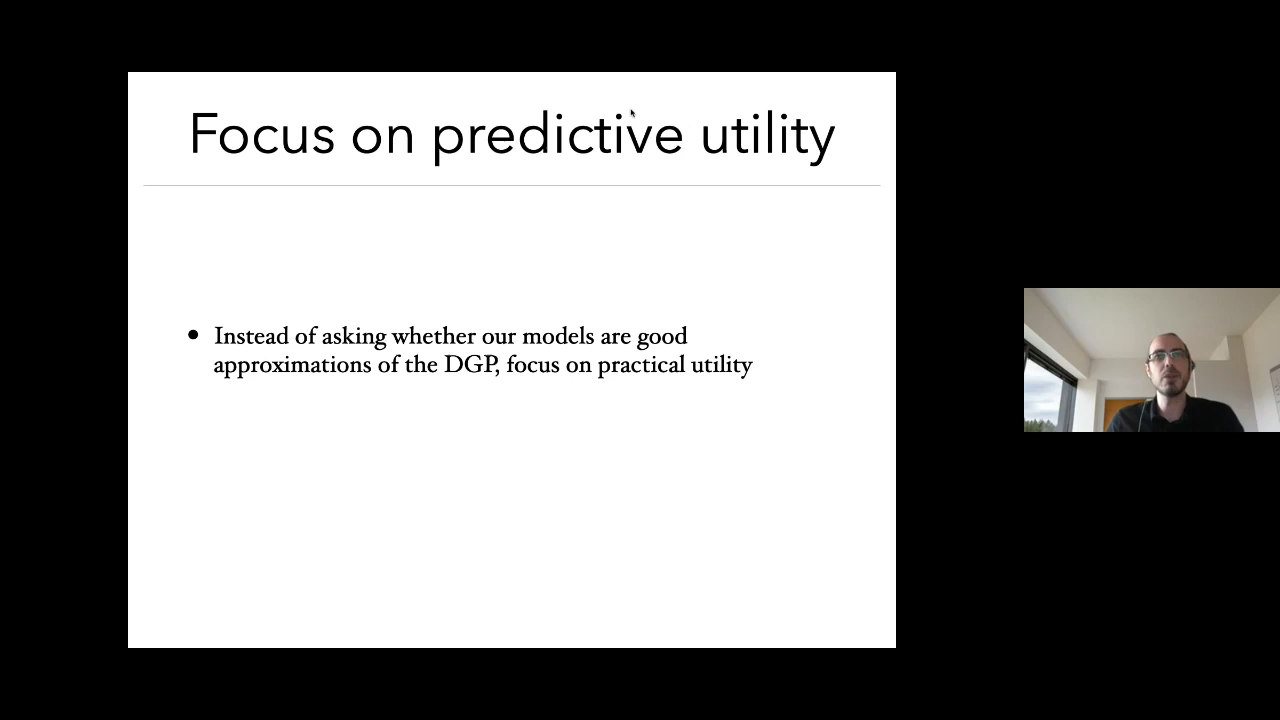 Focus on predictive utility
• Instead of asking whether our models are good
approximations of the DGP, focus on practical utility